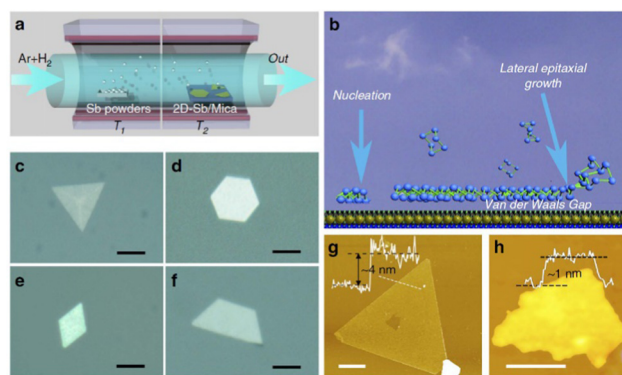 a
Ar+H2
Out
Sb powders
2D-Sb/Mica
T1
T2
b
Nucleation
Lateral epitaxial
growth
Van der Waals Gap
c
d
e
f
g
~4 nm
h
~1 nm